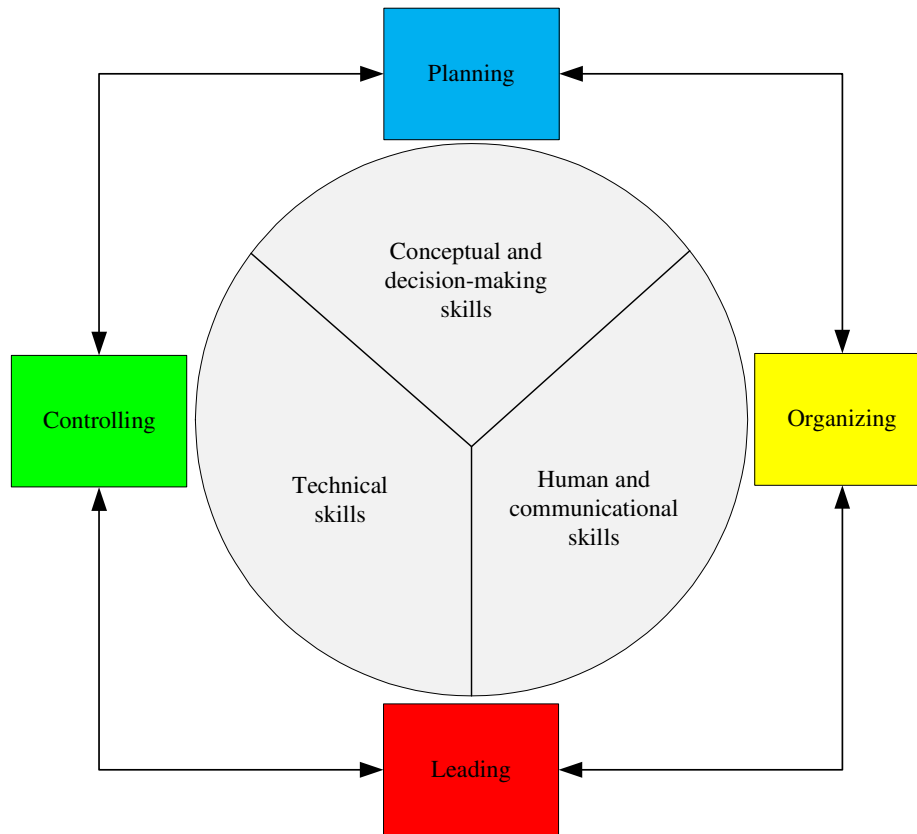 Planning
Conceptual and
decision-making
skills
Controlling
Organizing
Technical
skills
Human and
communicational
skills
Leading